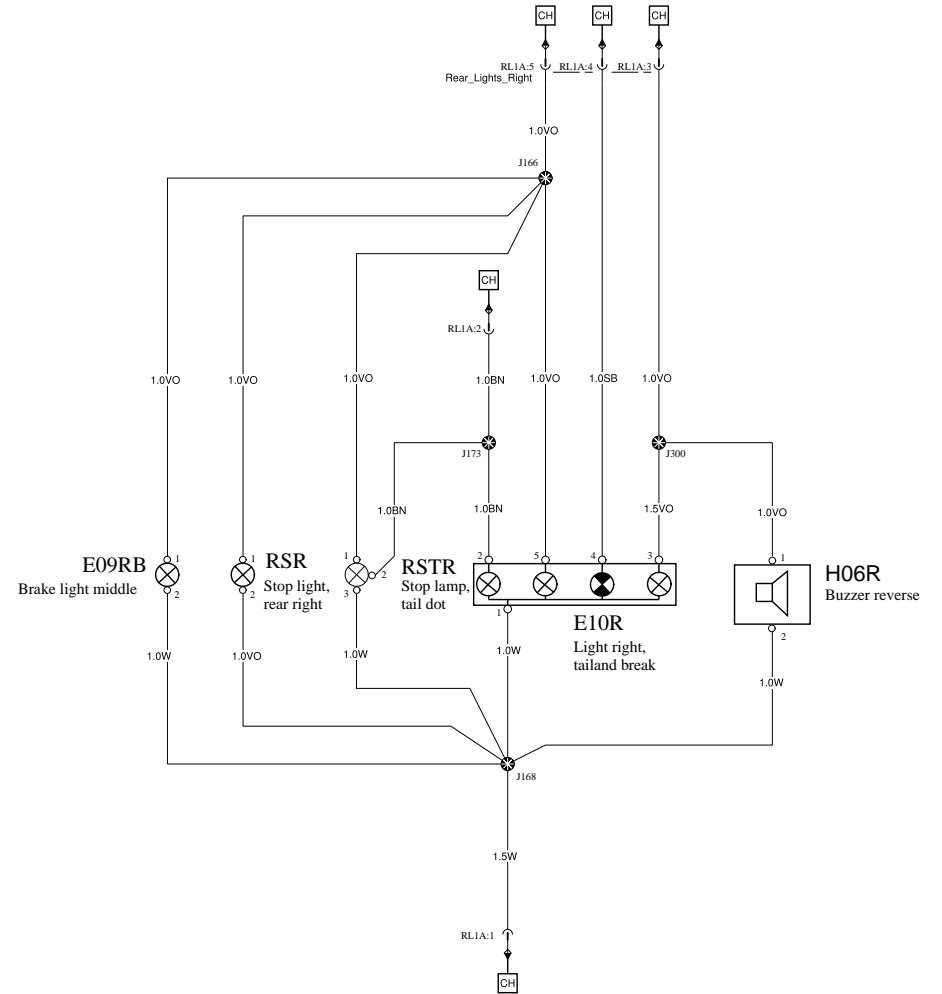 CH
CH
CH
RL1A:5
RL1A:4
RL1A:3
Rear_Lights_Right
1.0VO
J166
CH
RL1A:2
1.0VO
1.0VO
1.0VO
1.0BN
1.0VO
1.0SB
1.0VO
J173
J300
1.0BN
1.0BN
1.5VO
1.0VO
1
1
1
2
5
4
3
1
E09RB
Brake light middle
2
RSR
Stop light,
rear right
2
2
3
RSTR
Stop lamp,
tail dot
1
E10R
Light right,
tailand break
H06R
Buzzer reverse
2
1.0W
1.0VO
1.0W
1.0W
1.0W
J168
1.5W
RL1A:1
CH